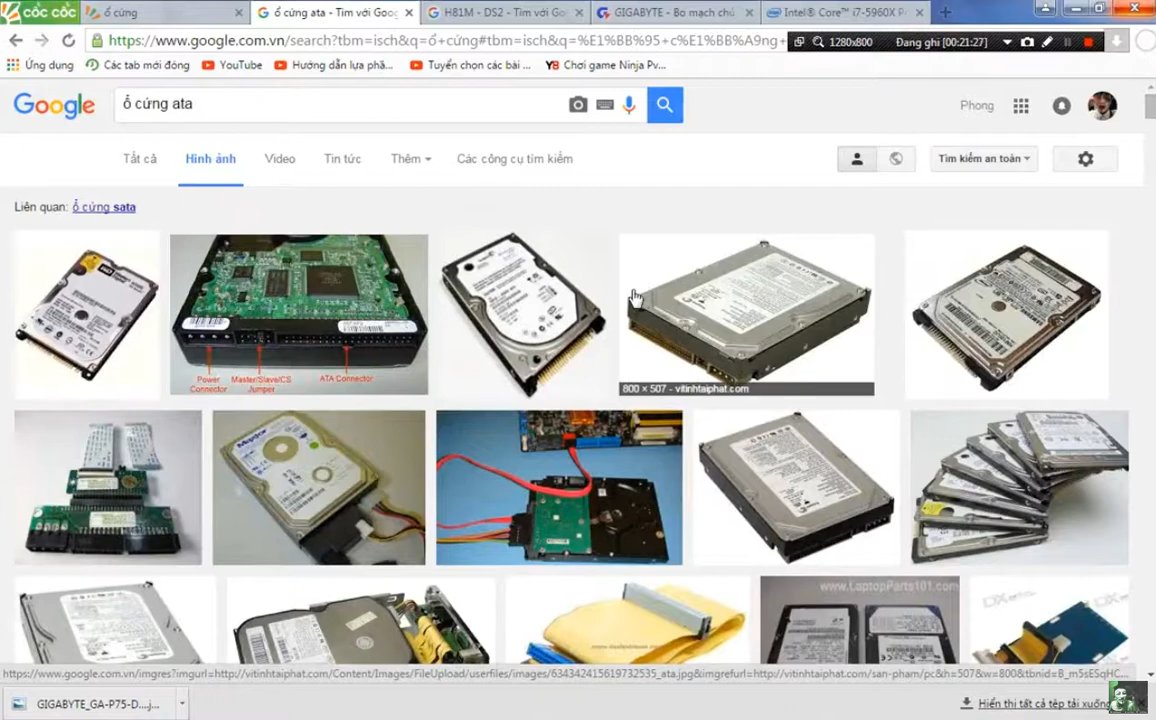 CỐC CỐC
ổ cứng
ổ cứng ata - Tìm với Goog
H81M - DS2 - Tìm với Go
GIGABYTE - Bo mạch chủ
Intel® Core™ i7-5960X P
https://www.google.com.vn/search?tbm=isch&q=ổ+cứng#tbm=isch&q=%E1%BB%95+c%E1%BB%A9ng+
1280x800
Đang ghi [00:21:27]
Ứng dụng
Các tab mới đóng
YouTube
Hướng dẫn lựa phầ...
Tuyển chọn các bài ...
Y8 Chơi game Ninja Pv...
Google
ổ cứng ata
Phong
Tất cả
Hình ảnh
Video
Tin tức
Thêm
Các công cụ tìm kiếm
Tìm kiếm an toàn
Liên quan: ổ cứng sata
Power Connector
Master/Slave/CS Jumper
ATA Connector
800 × 507 - vitinhtaiphat.com
Maxtor
www.LaptopParts101.com
https://www.google.com.vn/imgres?imgurl=http://vitinhtaiphat.com/Content/Images/FileUpload/userfiles/images/634342415619732535_ata.jpg&imgrefurl=http://vitinhtaiphat.com/san-pham/pc&h=507&w=800&tbnid=B_m5sESqHC...
GIGABYTE_GA-P75-D....j...
Hiển thị tất cả tệp tải xuống